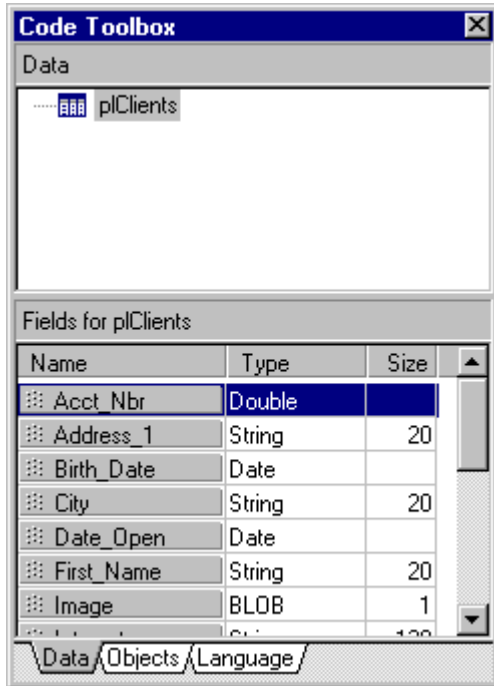 Code Toolbox
Data
plClients
Fields for plClients
Name Type Size
Acct_Nbr Double
Address_1 String 20
Birth_Date Date
City String 20
Date_Open Date
First_Name String 20
Image BLOB 1
Data Objects Language